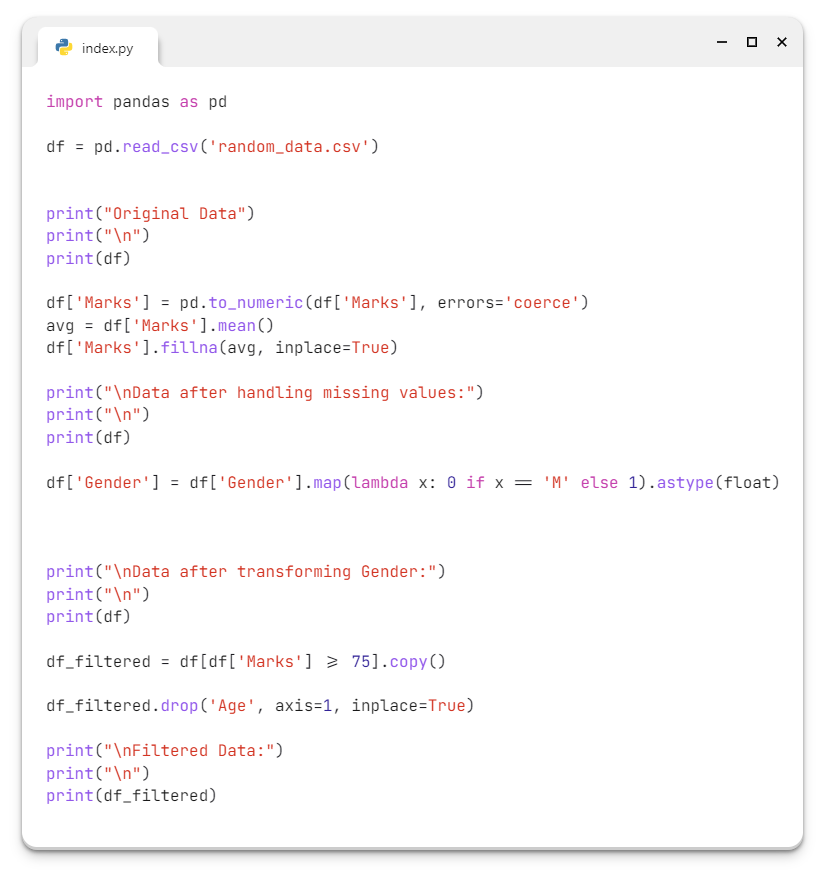 index.py
import pandas as pd
df = pd.read_csv('random_data.csv')
print("Original Data")
print("\n")
print(df)
df['Marks'] = pd.to_numeric(df['Marks'], errors='coerce')
avg = df['Marks'].mean()
df['Marks'].fillna(avg, inplace=True)
print("\nData after handling missing values:")
print("\n")
print(df)
df['Gender'] = df['Gender'].map(lambda x: 0 if x == 'M' else 1).astype(float)
print("\nData after transforming Gender:")
print("\n")
print(df)
df_filtered = df[df['Marks'] >= 75].copy()
df_filtered.drop('Age', axis=1, inplace=True)
print("\nFiltered Data:")
print("\n")
print(df_filtered)